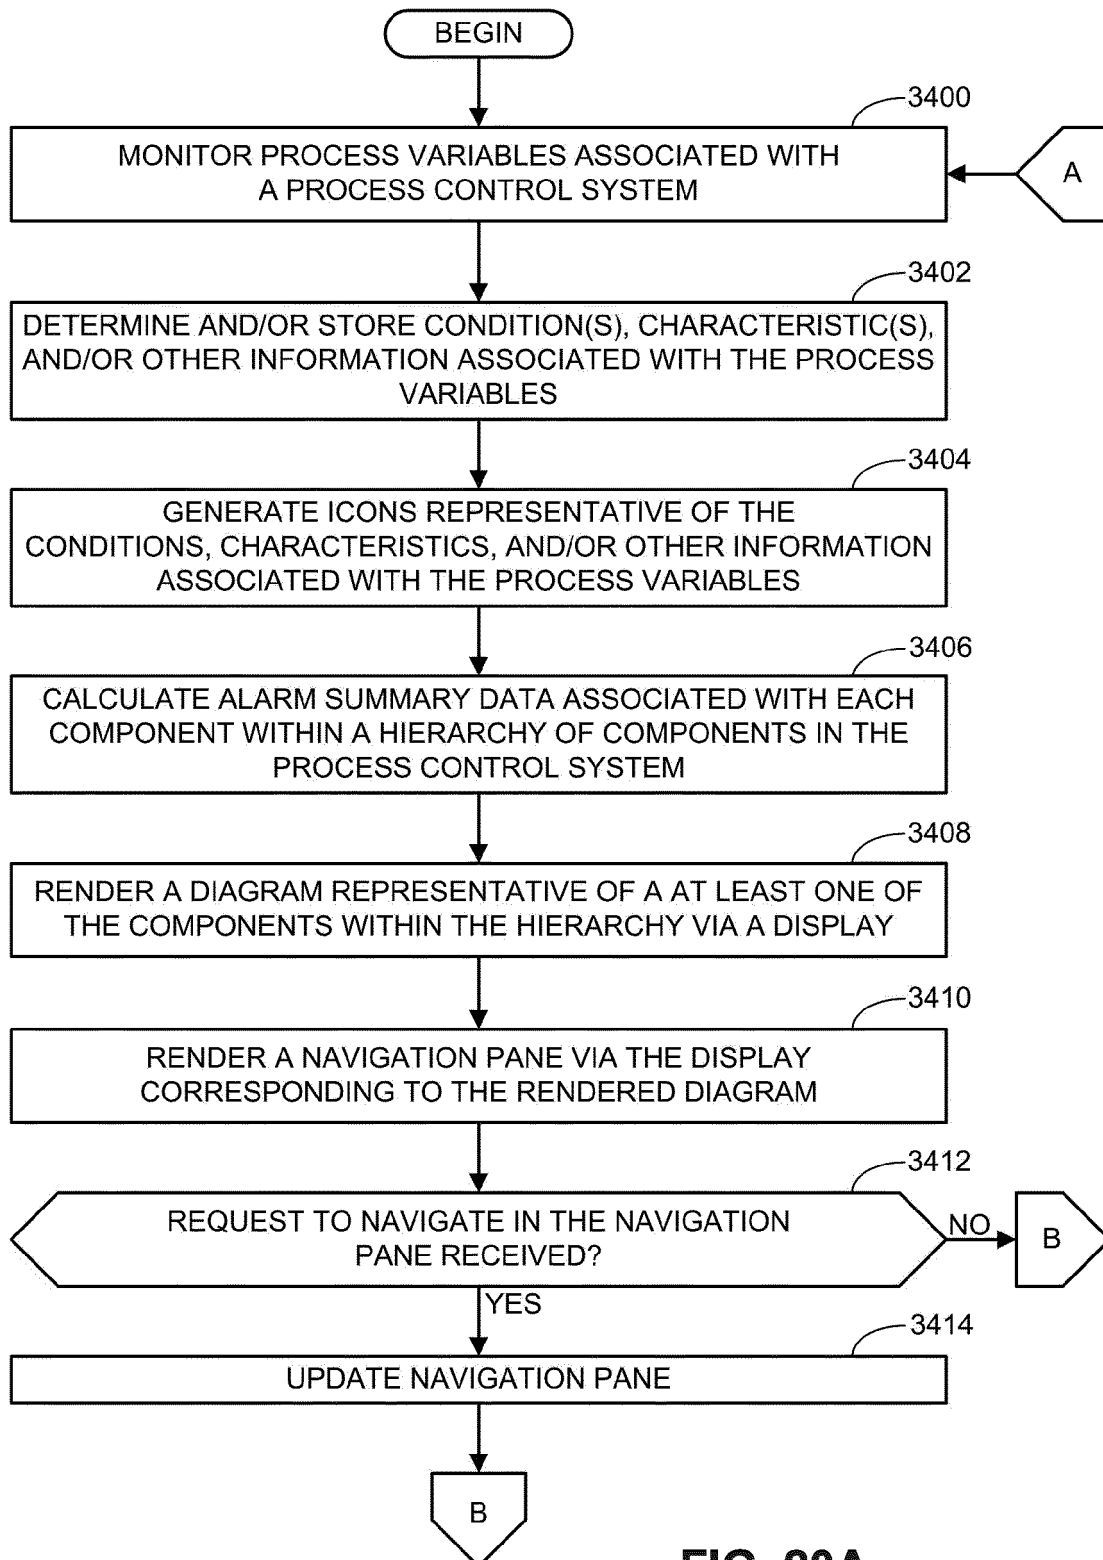 BEGIN
3400
MONITOR PROCESS VARIABLES ASSOCIATED WITH
A PROCESS CONTROL SYSTEM
A
3402
DETERMINE AND/OR STORE CONDITION(S), CHARACTERISTIC(S),
AND/OR OTHER INFORMATION ASSOCIATED WITH THE PROCESS
VARIABLES
3404
GENERATE ICONS REPRESENTATIVE OF THE
CONDITIONS, CHARACTERISTICS, AND/OR OTHER INFORMATION
ASSOCIATED WITH THE PROCESS VARIABLES
3406
CALCULATE ALARM SUMMARY DATA ASSOCIATED WITH EACH
COMPONENT WITHIN A HIERARCHY OF COMPONENTS IN THE
PROCESS CONTROL SYSTEM
3408
RENDER A DIAGRAM REPRESENTATIVE OF A AT LEAST ONE OF
THE COMPONENTS WITHIN THE HIERARCHY VIA A DISPLAY
3410
RENDER A NAVIGATION PANE VIA THE DISPLAY
CORRESPONDING TO THE RENDERED DIAGRAM
3412
REQUEST TO NAVIGATE IN THE NAVIGATION
PANE RECEIVED?
NO
B
YES
3414
UPDATE NAVIGATION PANE
B
FIG.